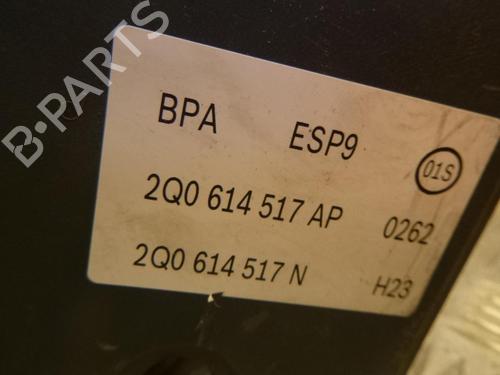 B-PARTS
BPA ESP9 01S
2Q0 614 517 AP 0262
2Q0 614 517 N H23